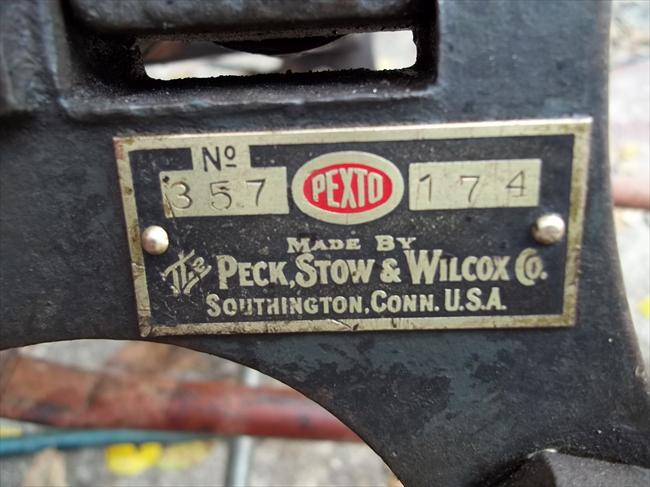 No
357 PEXTO 174
MADE BY
The PECK, STOW & WILCOX CO.
SOUTHINGTON, CONN. U.S.A.